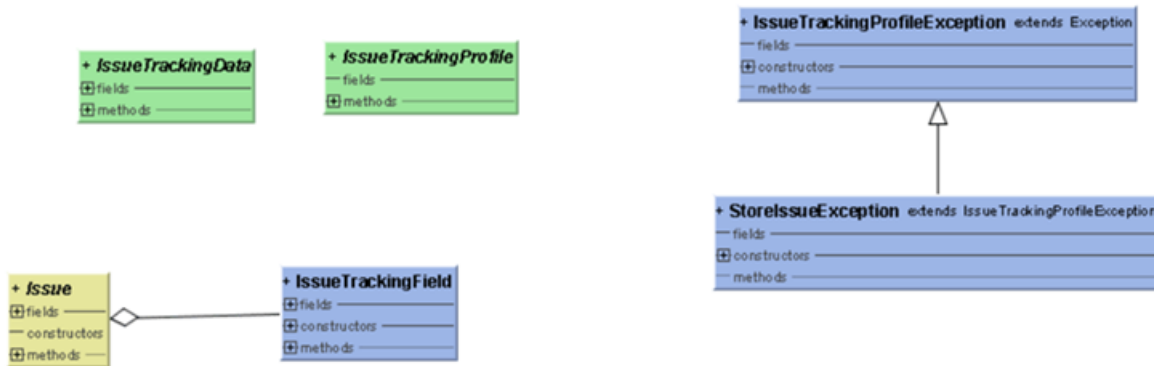 + IssueTrackingData
fields
methods
+ IssueTrackingProfile
fields
methods
+ IssueTrackingProfileException extends Exception
fields
constructors
methods
+ StoreIssueException extends IssueTrackingProfileException
fields
constructors
methods
+ Issue
fields
constructors
methods
+ IssueTrackingField
fields
constructors
methods